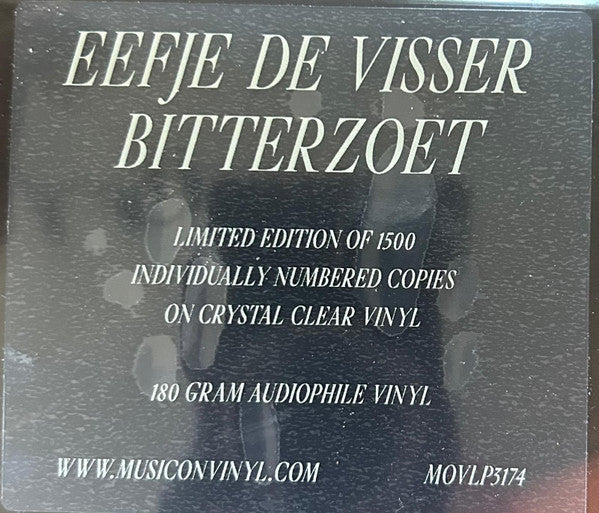 EEFJE DE VISSER
BITTERZOET
LIMITED EDITION OF 1500
INDIVIDUALLY NUMBERED COPIES
ON CRYSTAL CLEAR VINYL
180 GRAM AUDIOPHILE VINYL
WWW.MUSICONVINYL.COM MOVLP3174